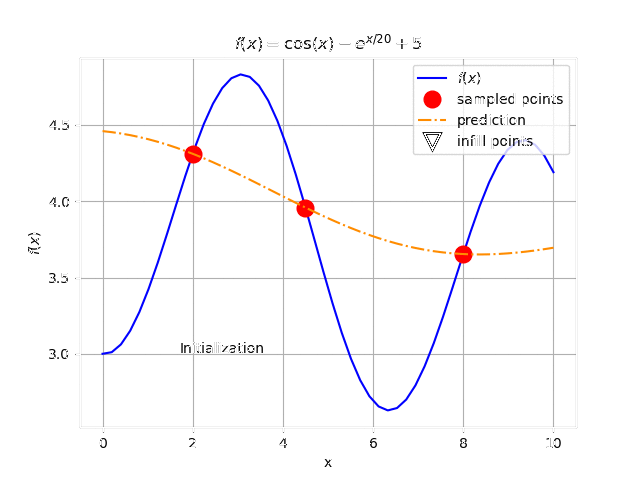 f(x) = cos(x) − e^{x/20} + 5
f(x)
sampled points
prediction
infill points
4.5
4.0
3.5
3.0
f(x)
Initialization
0 2 4 6 8 10
x